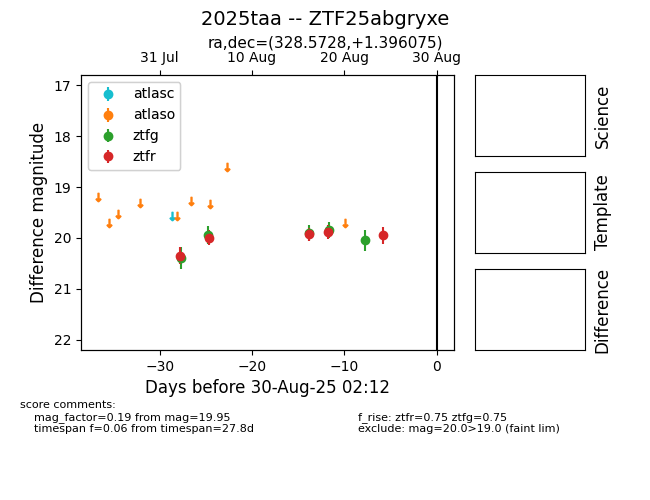 2025taa -- ZTF25abgryxe
ra,dec=(328.5728,+1.396075)
31 Jul 10 Aug 20 Aug 30 Aug
atlasc
atlaso
ztfg
ztfr
17
18
19
20
21
22
Difference magnitude
−30 −20 −10 0
Days before 30-Aug-25 02:12
Science
Template
Difference
score comments:
mag_factor=0.19 from mag=19.95
timespan f=0.06 from timespan=27.8d
f_rise: ztfr=0.75 ztfg=0.75
exclude: mag=20.0>19.0 (faint lim)